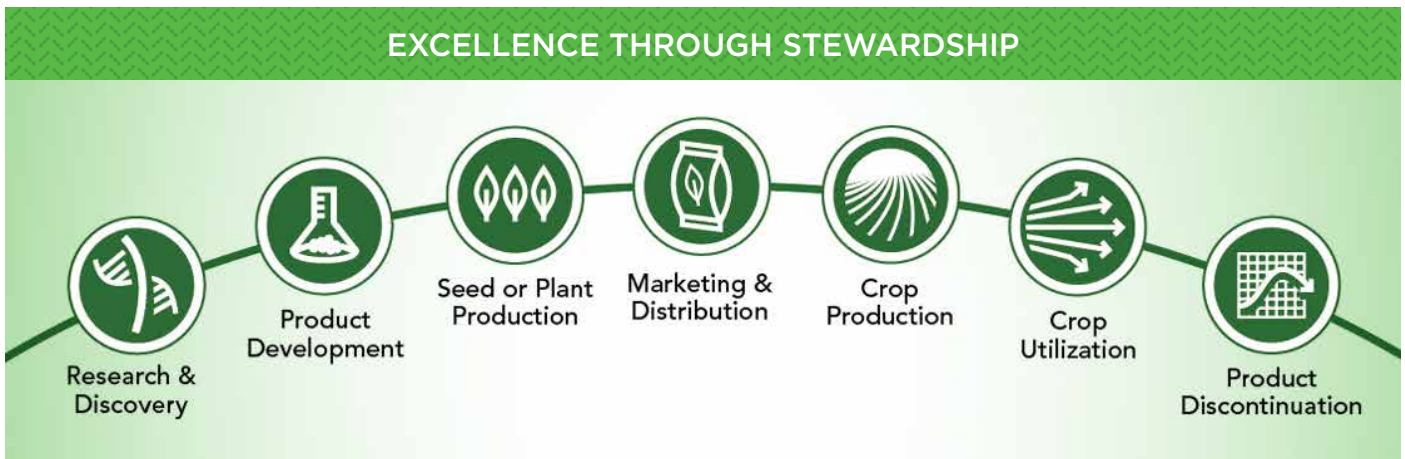 EXCELLENCE THROUGH STEWARDSHIP
Research &
Discovery
Product
Development
Seed or Plant
Production
Marketing &
Distribution
Crop
Production
Crop
Utilization
Product
Discontinuation